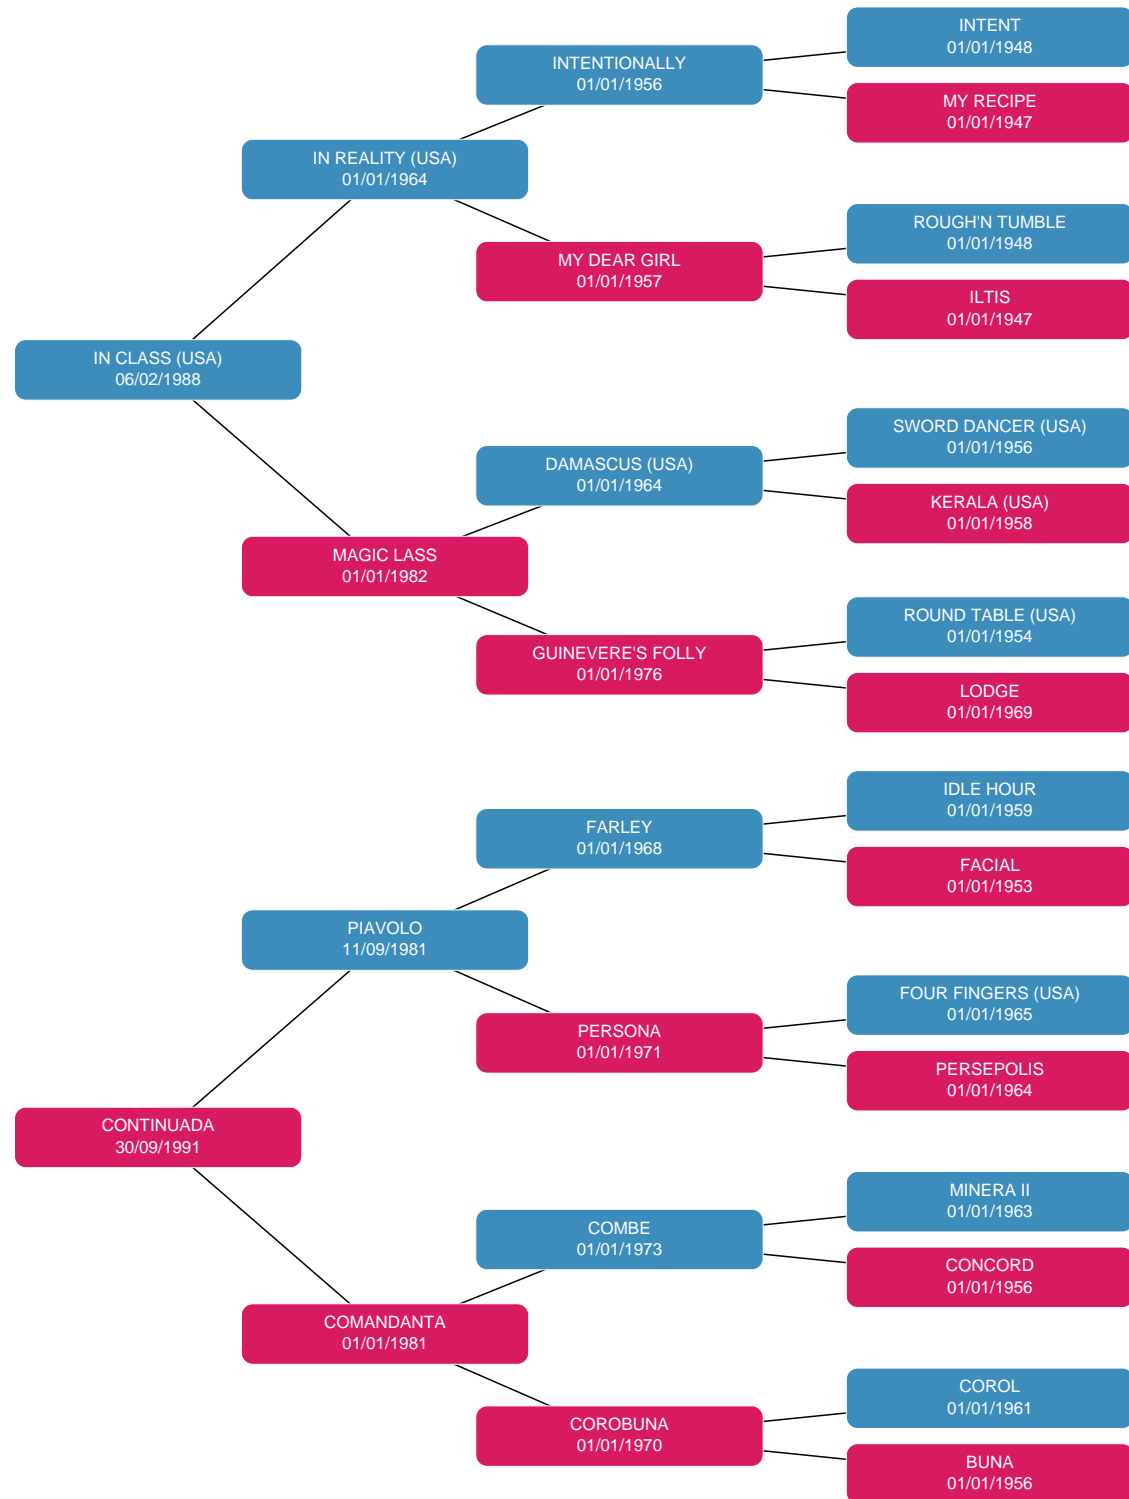 INTENT
01/01/1948
INTENTIONALLY
01/01/1956
MY RECIPE
01/01/1947
IN REALITY (USA)
01/01/1964
ROUGH'N TUMBLE
01/01/1948
MY DEAR GIRL
01/01/1957
ILTIS
01/01/1947
IN CLASS (USA)
06/02/1988
SWORD DANCER (USA)
01/01/1956
DAMASCUS (USA)
01/01/1964
KERALA (USA)
01/01/1958
MAGIC LASS
01/01/1982
ROUND TABLE (USA)
01/01/1954
GUINEVERE'S FOLLY
01/01/1976
LODGE
01/01/1969
IDLE HOUR
01/01/1959
FARLEY
01/01/1968
FACIAL
01/01/1953
PIAVOLO
11/09/1981
FOUR FINGERS (USA)
01/01/1965
PERSONA
01/01/1971
PERSEPOLIS
01/01/1964
CONTINUADA
30/09/1991
MINERA II
01/01/1963
COMBE
01/01/1973
CONCORD
01/01/1956
COMANDANTA
01/01/1981
COROL
01/01/1961
COROBUNA
01/01/1970
BUNA
01/01/1956